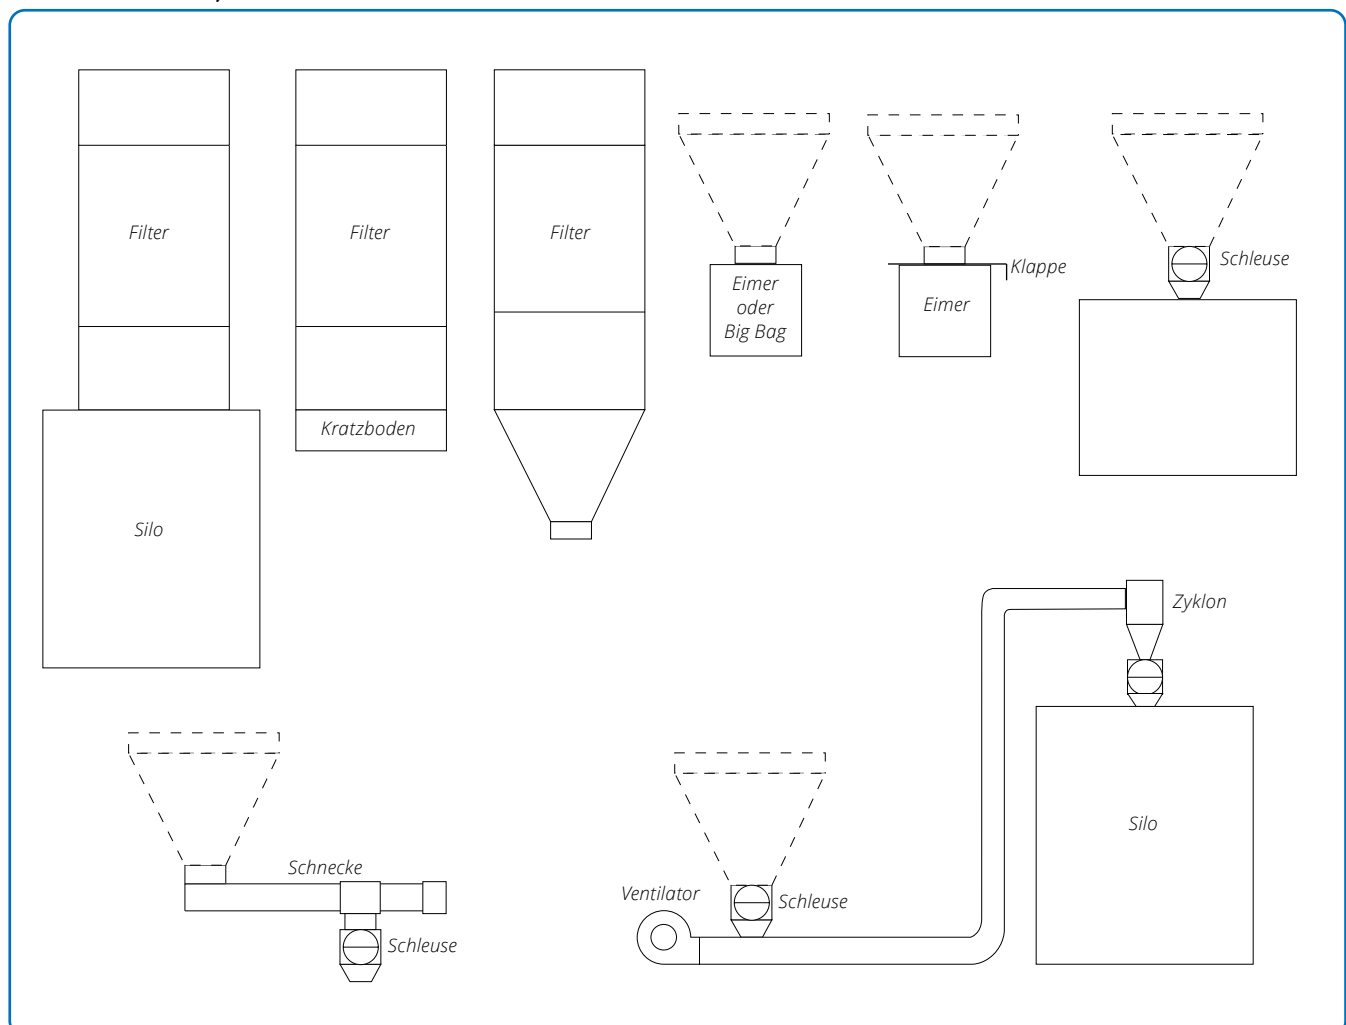 Filter
Filter
Filter
Eimer
oder
Big Bag
Klappe
Eimer
Schleuse
Kratzboden
Silo
Zyklon
Silo
Schnecke
Schleuse
Ventilator
Schleuse